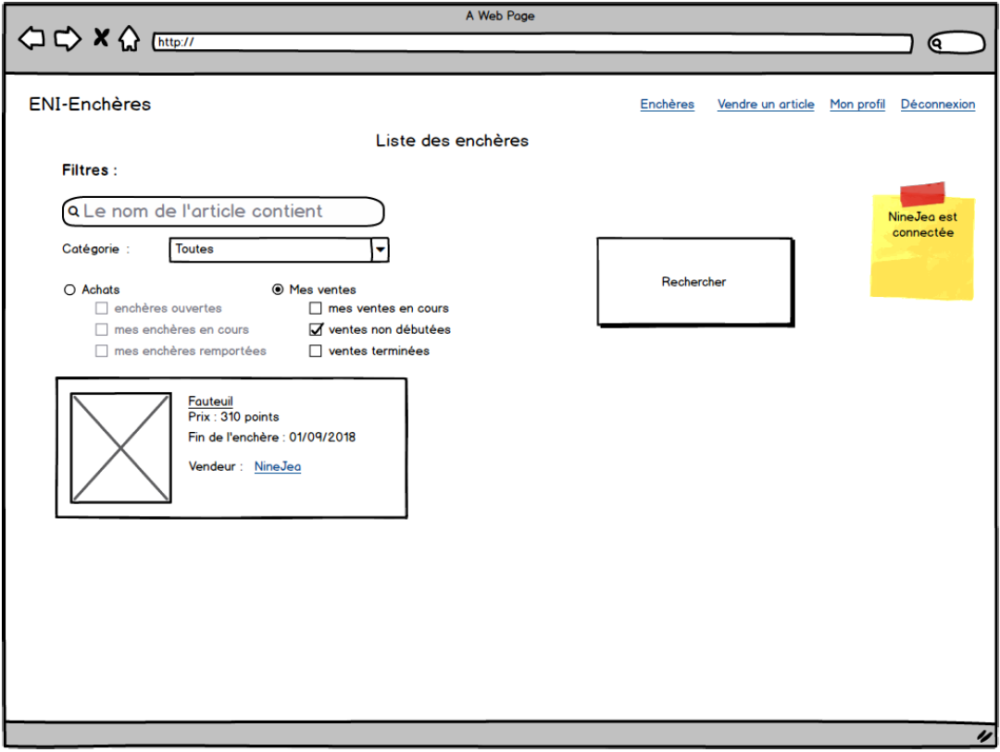 A Web Page
http://
ENI-Enchères
Enchères Vendre un article Mon profil Déconnexion
Liste des enchères
Filtres :
Le nom de l'article contient
NineJea est
connectée
Catégorie : Toutes
Rechercher
Achats
enchères ouvertes
mes enchères en cours
mes enchères remportées
Mes ventes
mes ventes en cours
ventes non débutées
ventes terminées
Fauteuil
Prix : 310 points
Fin de l'enchère : 01/09/2018
Vendeur : NineJea